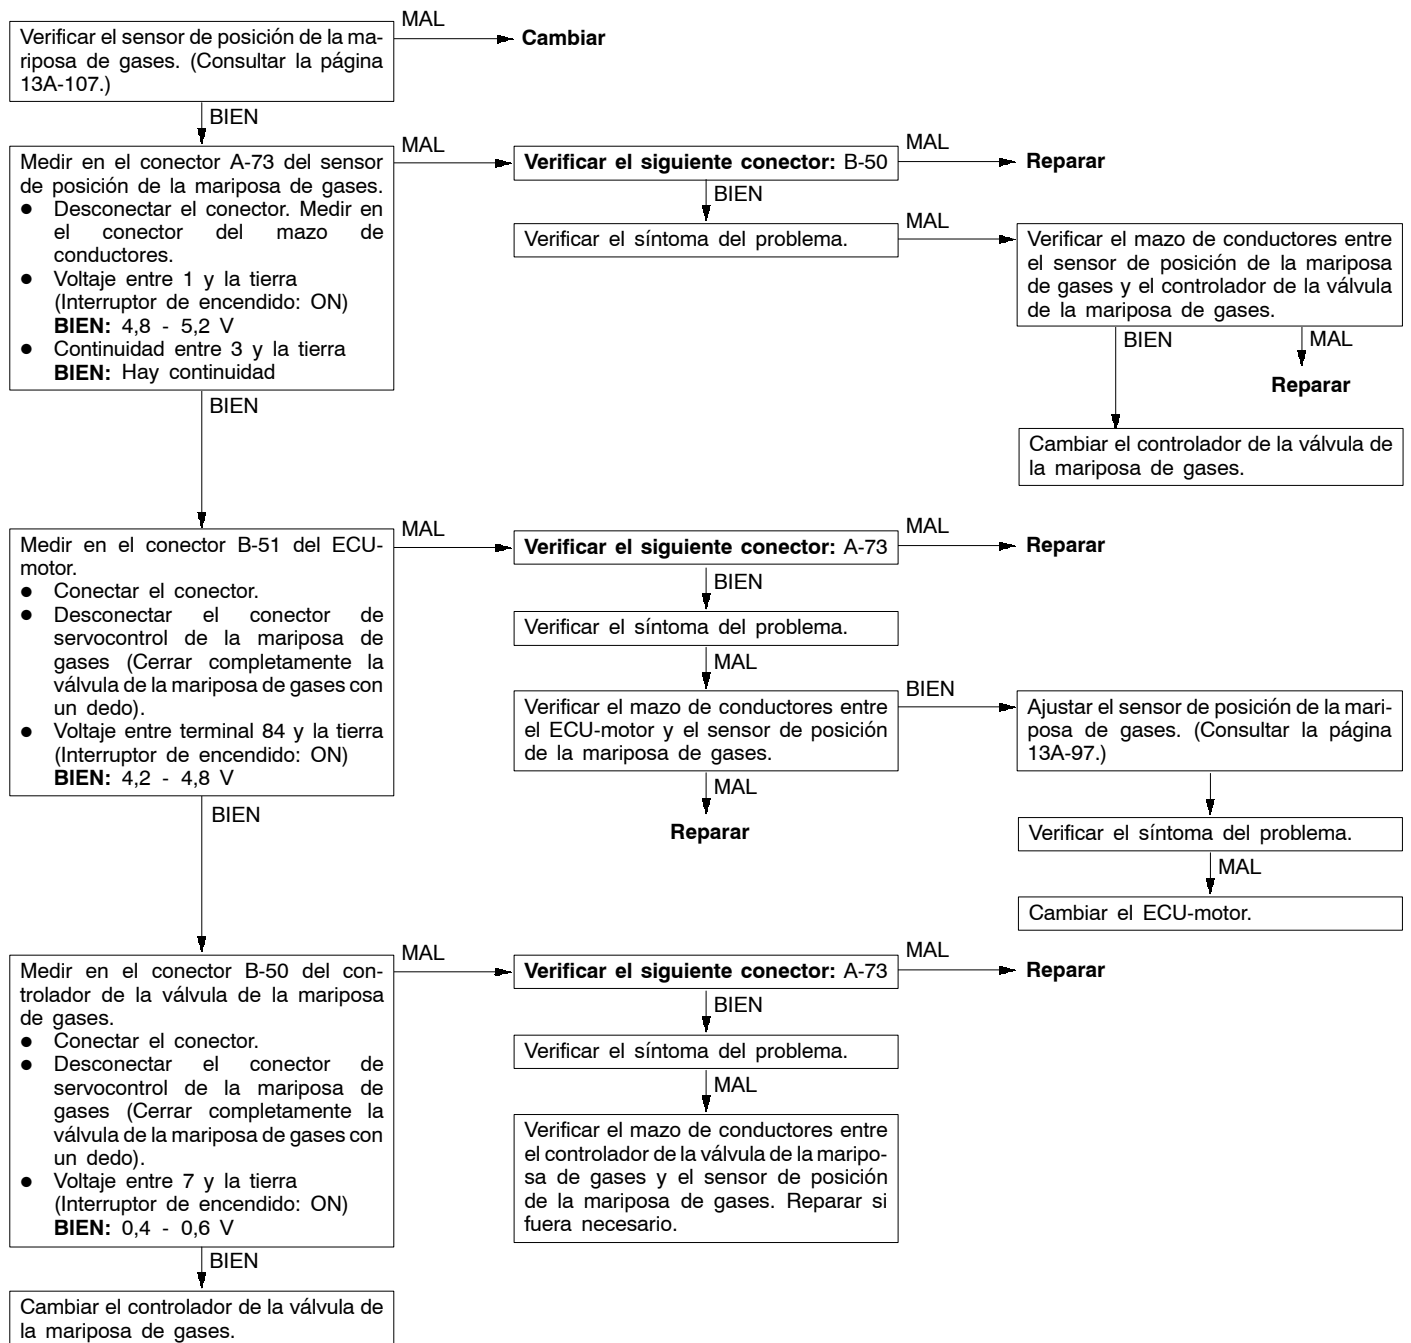 Verificar el sensor de posición de la ma-
riposa de gases. (Consultar la página
13A-107.)
MAL
Cambiar
BIEN
Medir en el conector A-73 del sensor
de posición de la mariposa de gases.
● Desconectar el conector. Medir en
el conector del mazo de
conductores.
● Voltaje entre 1 y la tierra
(Interruptor de encendido: ON)
BIEN: 4,8 - 5,2 V
● Continuidad entre 3 y la tierra
BIEN: Hay continuidad
MAL
Verificar el siguiente conector: B-50
MAL
Reparar
BIEN
Verificar el síntoma del problema.
MAL
Verificar el mazo de conductores entre
el sensor de posición de la mariposa
de gases y el controlador de la válvula
de la mariposa de gases.
BIEN
MAL
Reparar
Cambiar el controlador de la válvula de
la mariposa de gases.
BIEN
Medir en el conector B-51 del ECU-
motor.
● Conectar el conector.
● Desconectar el conector de
servocontrol de la mariposa de
gases (Cerrar completamente la
válvula de la mariposa de gases con
un dedo).
● Voltaje entre terminal 84 y la tierra
(Interruptor de encendido: ON)
BIEN: 4,2 - 4,8 V
MAL
Verificar el siguiente conector: A-73
MAL
Reparar
BIEN
Verificar el síntoma del problema.
MAL
Verificar el mazo de conductores entre
el ECU-motor y el sensor de posición
de la mariposa de gases.
BIEN
Ajustar el sensor de posición de la mari-
posa de gases. (Consultar la página
13A-97.)
MAL
Reparar
Verificar el síntoma del problema.
MAL
Cambiar el ECU-motor.
BIEN
Medir en el conector B-50 del con-
trolador de la válvula de la mariposa
de gases.
● Conectar el conector.
● Desconectar el conector de
servocontrol de la mariposa de
gases (Cerrar completamente la
válvula de la mariposa de gases con
un dedo).
● Voltaje entre 7 y la tierra
(Interruptor de encendido: ON)
BIEN: 0,4 - 0,6 V
MAL
Verificar el siguiente conector: A-73
MAL
Reparar
BIEN
Verificar el síntoma del problema.
MAL
Verificar el mazo de conductores entre
el controlador de la válvula de la maripo-
sa de gases y el sensor de posición
de la mariposa de gases. Reparar si
fuera necesario.
BIEN
Cambiar el controlador de la válvula de
la mariposa de gases.